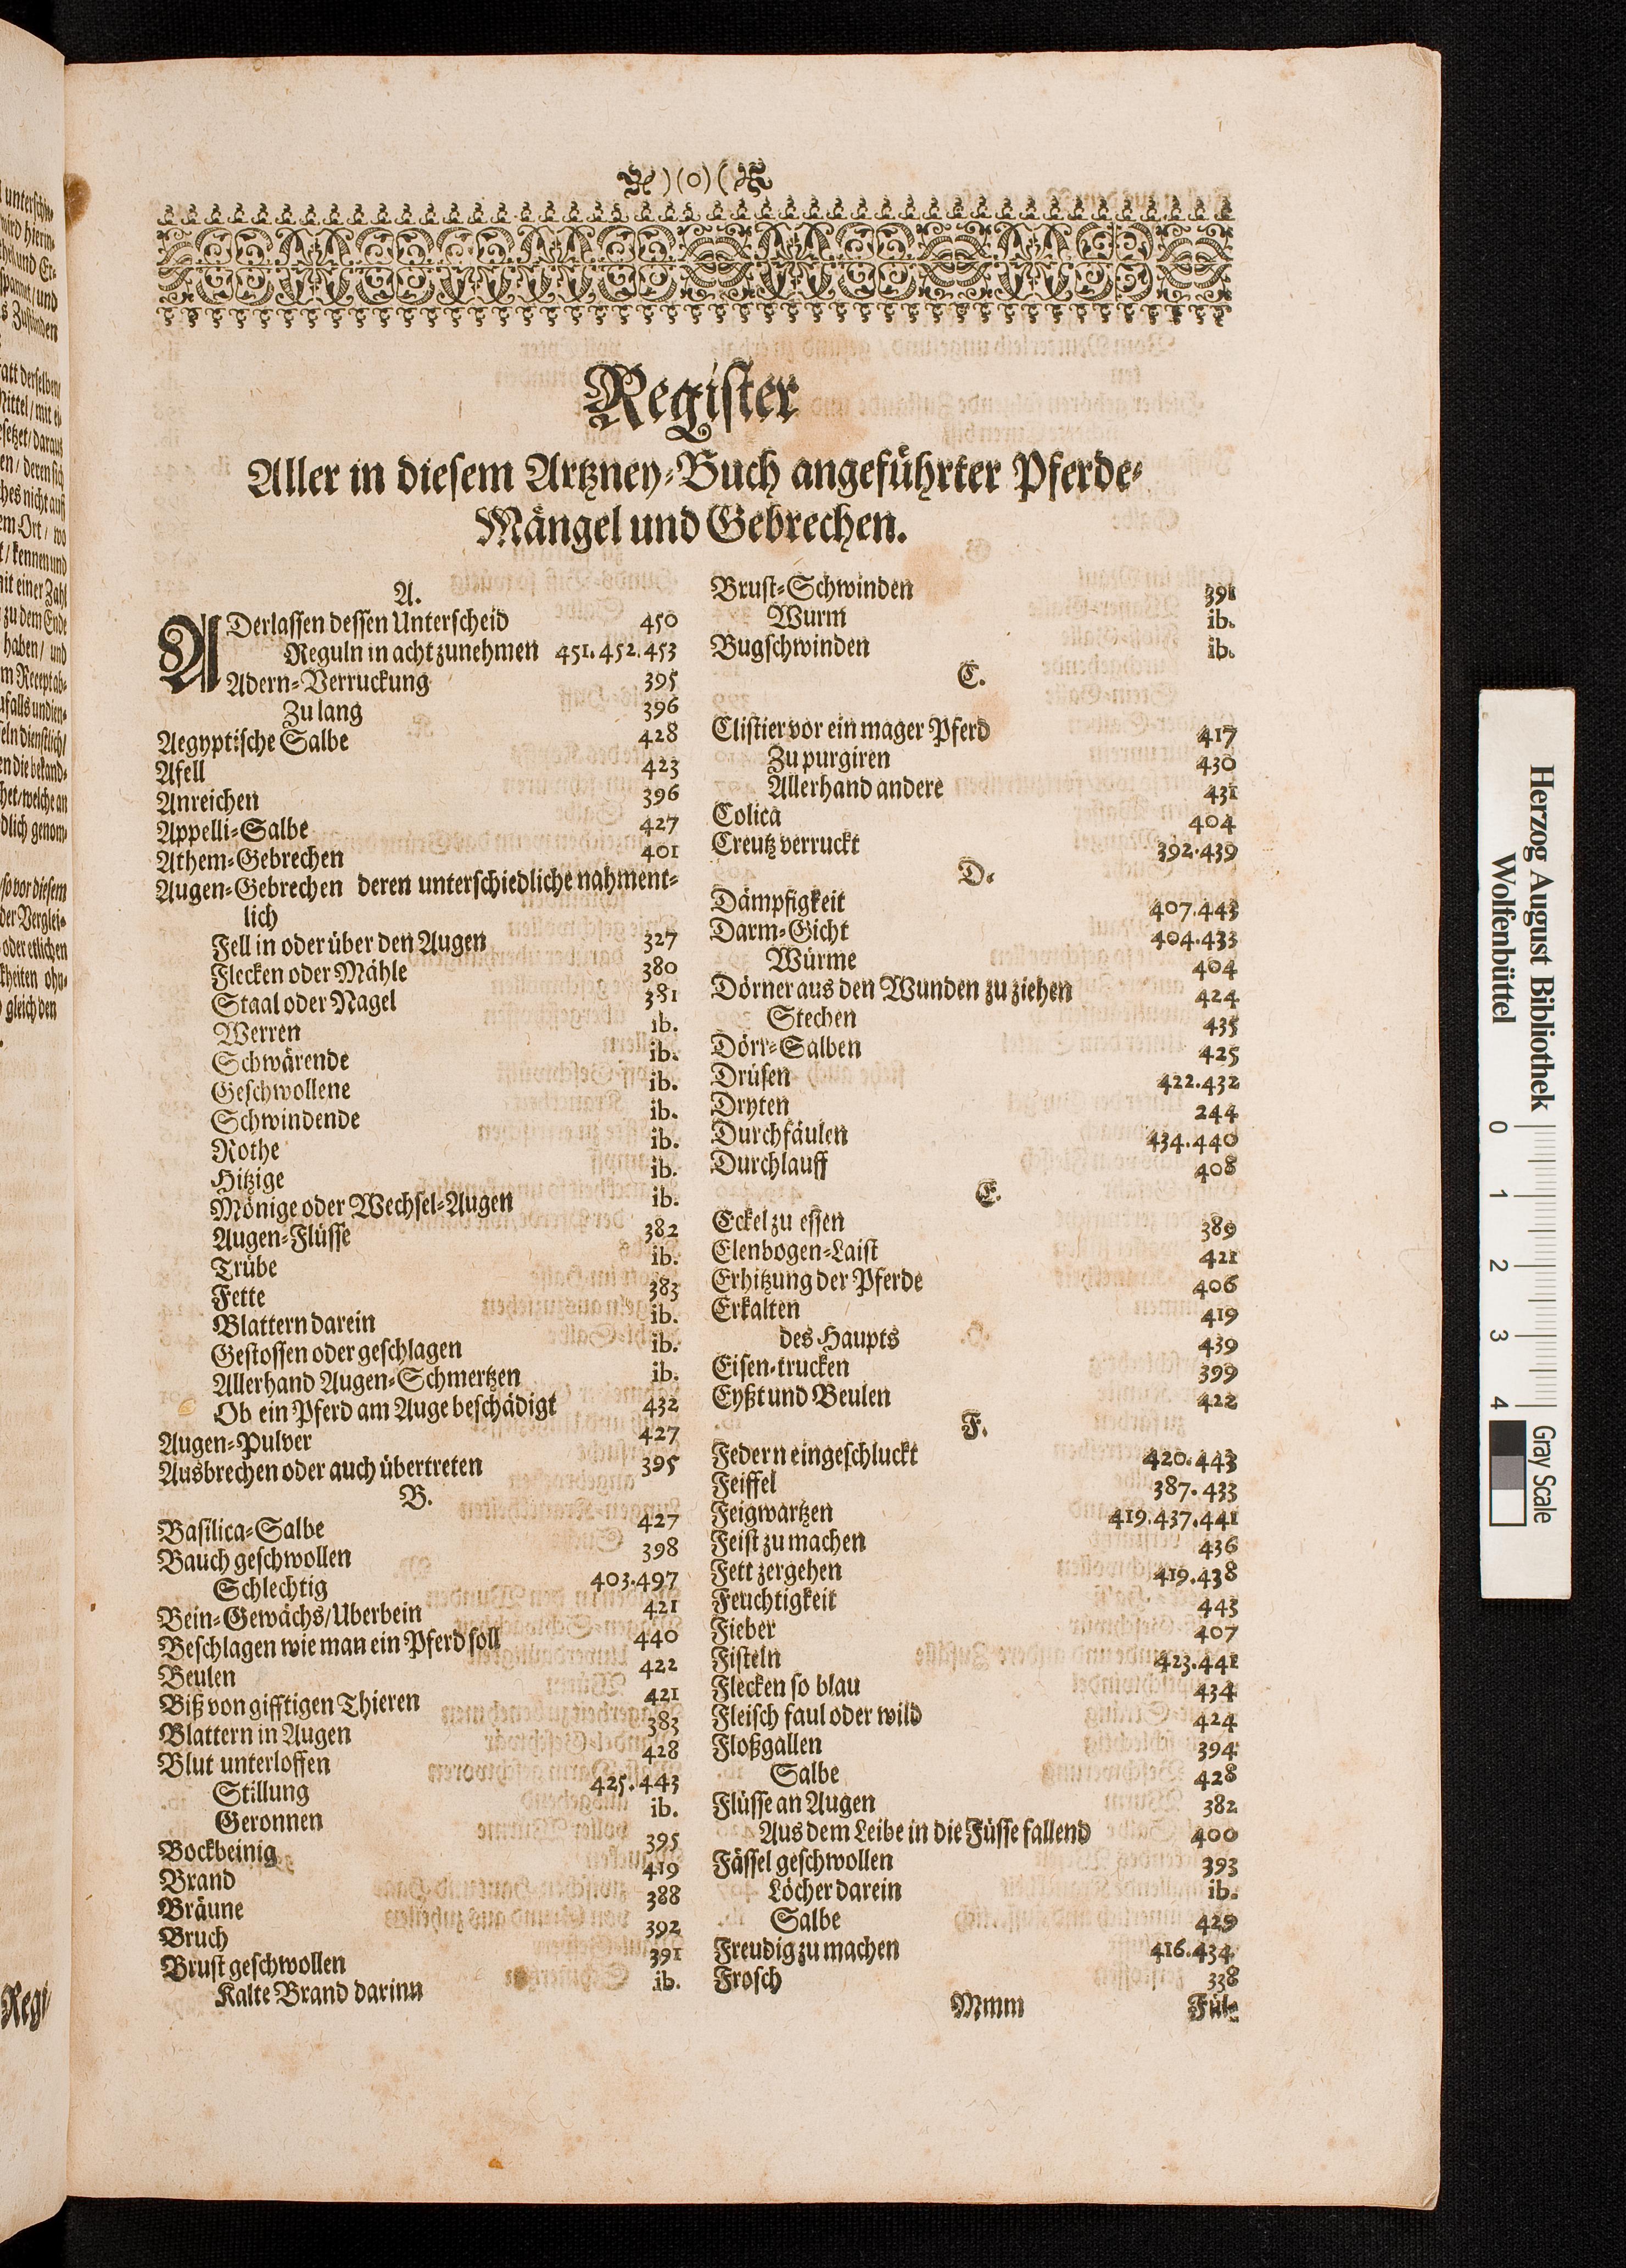 )(o)(
Register
Aller in diesem Artzney-Buch angeführter Pferde-
Mängel und Gebrechen.
A.
ADerlassen dessen Unterscheid 450
Reguln in acht zunehmen 451.452.453
Adern-Verruckung 395
Zu lang 396
Aegyptische Salbe 428
Afell 423
Anreichen 396
Appelli-Salbe 427
Athem-Gebrechen 401
Augen-Gebrechen deren unterschiedliche nahment-
lich
Fell in oder über den Augen 327
Flecken oder Mähle 380
Staal oder Nagel 381
Werren ib.
Schwärende ib.
Geschwollene ib.
Schwindende ib.
Rothe ib.
Hitzige ib.
Mönige oder Wechsel-Augen ib.
Augen-Flüsse 382
Trübe ib.
Fette 383
Blattern darein ib.
Gestossen oder geschlagen ib.
Allerhand Augen-Schmertzen ib.
Ob ein Pferd am Auge beschädigt 432
Augen-Pulver 427
Ausbrechen oder auch übertreten 395
B.
Basilica-Salbe 427
Bauch geschwollen 398
Schlechtig 403.497
Bein-Gewächs/Uberbein 421
Beschlagen wie man ein Pferd soll 440
Beulen 422
Biß von gifftigen Thieren 421
Blattern in Augen 383
Blut unterloffen 428
Stillung 425.443
Geronnen ib.
Bockbeinig 395
Brand 419
Bräune 388
Bruch 392
Brust geschwollen 391
Kalte Brand darinn ib.
Brust-Schwinden 391
Wurm ib.
Bugschwinden ib.
C.
Clistier vor ein mager Pferd 417
Zu purgiren 430
Allerhand andere 431
Colica 404
Creutz verruckt 392.439
D.
Dämpfigkeit 407.443
Darm-Gicht 404.433
Würme 404
Dörner aus den Wunden zu ziehen 424
Stechen 435
Dörr-Salben 425
Drüsen 422.432
Dryten 244
Durchfäulen 434.440
Durchlauff 408
E.
Eckel zu essen 389
Elenbogen-Laist 421
Erhitzung der Pferde 406
Erkalten 419
des Haupts 439
Eisen-trucken 399
Eyßt und Beulen 422
F.
Federn eingeschluckt 420.443
Feiffel 387.433
Feigwartzen 419.437.441
Feist zu machen 436
Fett zergehen 419.438
Feuchtigkeit 443
Fieber 407
Fisteln 423.441
Flecken so blau 434
Fleisch faul oder wild 424
Floßgallen 394
Salbe 428
Flüsse an Augen 382
Aus dem Leibe in die Füsse fallend 400
Fässel geschwollen 393
Löcher darein ib.
Salbe 429
Freudig zu machen 416.434
Frosch 338
Mmm Fül-
Regi-
Herzog August Bibliothek
Wolfenbüttel
0 1 2 3 4
Gray Scale